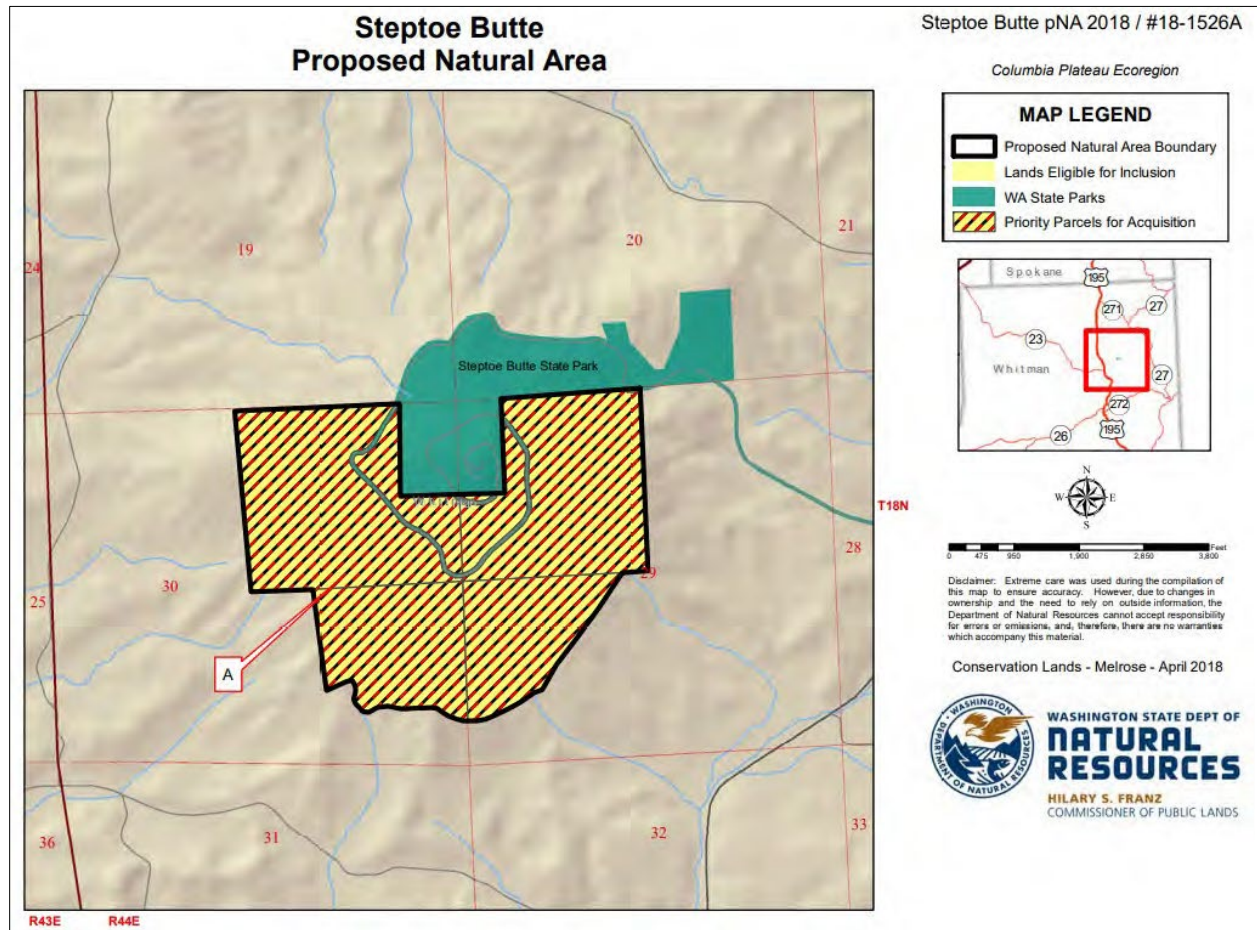 Steptoe Butte
Proposed Natural Area
Steptoe Butte pNA 2018 / #18-1526A
Columbia Plateau Ecoregion
MAP LEGEND
Proposed Natural Area Boundary
Lands Eligible for Inclusion
WA State Parks
Priority Parcels for Acquisition
24
19
20
21
Steptoe Butte State Park
30
29
28
25
T18N
A
36
31
32
33
R43E
R44E
Spokane
195
271
27
23
Whitman
27
272
26
195
N
W
E
S
0
475
950
1,900
2,850
3,800
Feet
Disclaimer: Extreme care was used during the compilation of
this map to ensure accuracy. However, due to changes in
ownership and the need to rely on outside information, the
Department of Natural Resources cannot accept responsibility
for errors or omissions, and, therefore, there are no warranties
which accompany this material.
Conservation Lands - Melrose - April 2018
WASHINGTON
DEPARTMENT OF NATURAL RESOURCES
WASHINGTON STATE DEPT OF
NATURAL
RESOURCES
HILARY S. FRANZ
COMMISSIONER OF PUBLIC LANDS